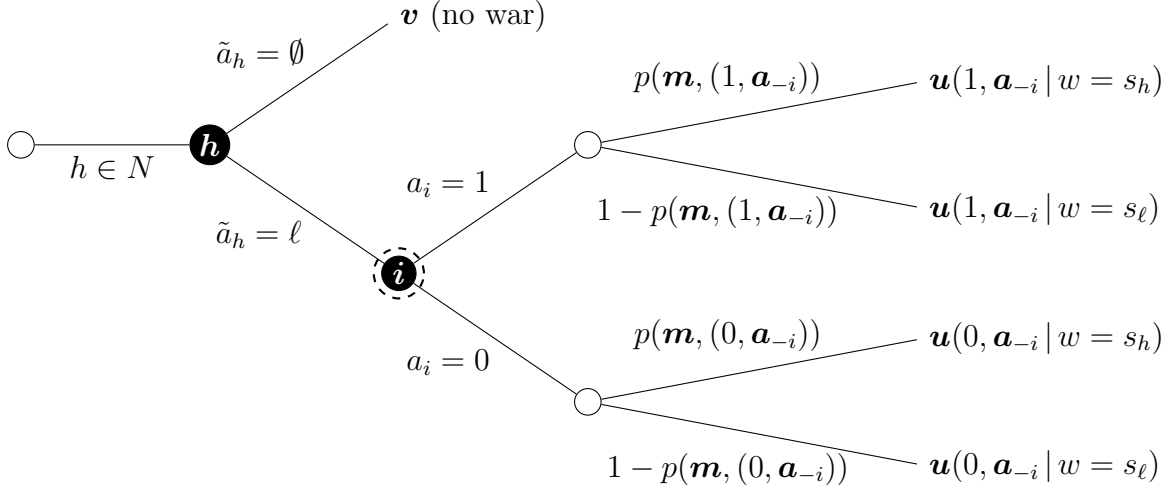 𝒗 (no war)
ã_h = ∅
p(𝒎, (1, 𝒂_{−i}))
𝒖(1, 𝒂_{−i} | w = s_h)
𝒉
h ∈ N
a_i = 1
1 − p(𝒎, (1, 𝒂_{−i}))
𝒖(1, 𝒂_{−i} | w = s_ℓ)
ã_h = ℓ
𝒊
p(𝒎, (0, 𝒂_{−i}))
𝒖(0, 𝒂_{−i} | w = s_h)
a_i = 0
1 − p(𝒎, (0, 𝒂_{−i}))
𝒖(0, 𝒂_{−i} | w = s_ℓ)